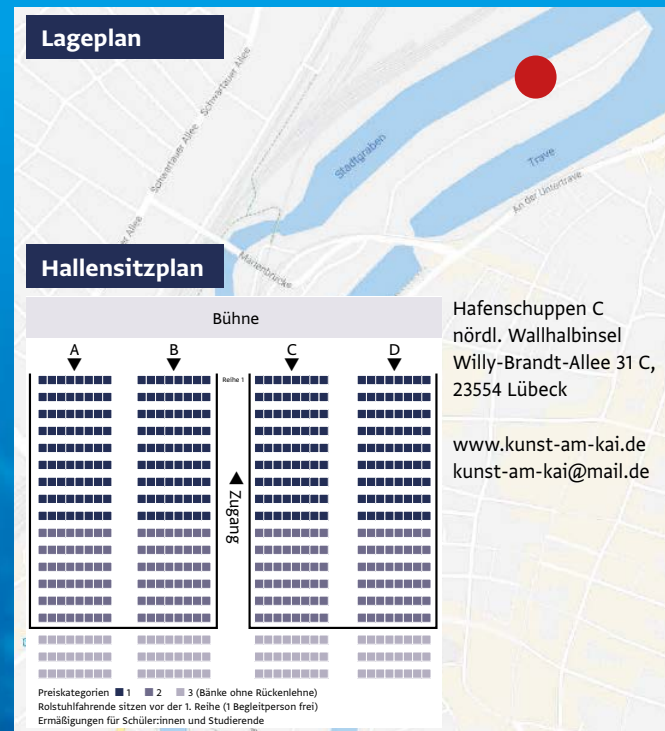 Lageplan
Schwartauer Allee
Schwartauer Allee
Stadtgraben
Trave
An der Untertrave
Marienbrücke
Hallensitzplan
Bühne
A B C D
Reihe 1
Zugang
Hafenschuppen C
nördl. Wallhalbinsel
Willy-Brandt-Allee 31 C,
23554 Lübeck
www.kunst-am-kai.de
kunst-am-kai@mail.de
Preiskategorien 1 2 3 (Bänke ohne Rückenlehne)
Rolstuhlfahrende sitzen vor der 1. Reihe (1 Begleitperson frei)
Ermäßigungen für Schüler:innen und Studierende